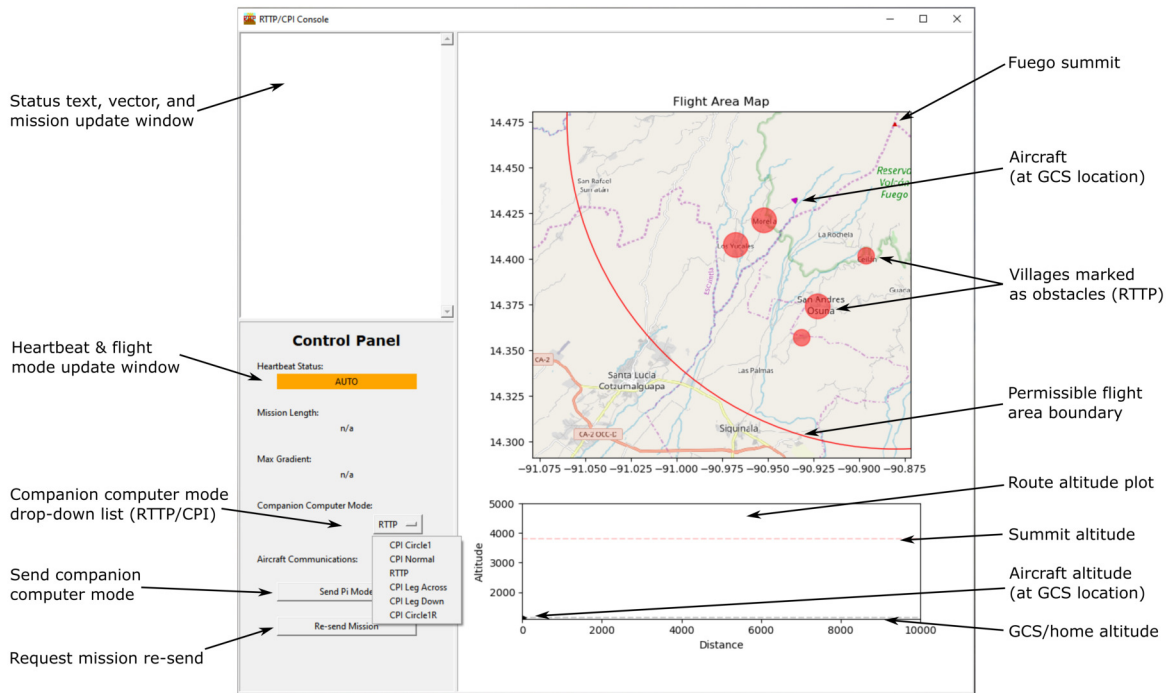 RTTP/CPI Console
Status text, vector, and
mission update window
Heartbeat & flight
mode update window
Companion computer mode
drop-down list (RTTP/CPI)
Send companion
computer mode
Request mission re-send
Control Panel
Heartbeat Status:
AUTO
Mission Length:
n/a
Max Gradient:
n/a
Companion Computer Mode:
RTTP
CPI Circle1
CPI Normal
RTTP
CPI Leg Across
CPI Leg Down
CPI Circle1R
Aircraft Communications:
Send Pi Mode
Re-send Mission
Flight Area Map
14.475
14.450
14.425
14.400
14.375
14.350
14.325
14.300
−91.075 −91.050 −91.025 −91.000 −90.975 −90.950 −90.925 −90.900 −90.875
San Rafael
Reserva
Volcán
Fuego
Morelia
Los Yucales
La Rochela
Ceilán
San Andres
Osuna
Escuintla
CA-2
Las Palmas
Santa Lucia
Cotzumalguapa
Siquinala
CA-2 OCC-C
5000
4000
3000
2000
Altitude
0 2000 4000 6000 8000 10000
Distance
Fuego summit
Aircraft
(at GCS location)
Villages marked
as obstacles (RTTP)
Permissible flight
area boundary
Route altitude plot
Summit altitude
Aircraft altitude
(at GCS location)
GCS/home altitude